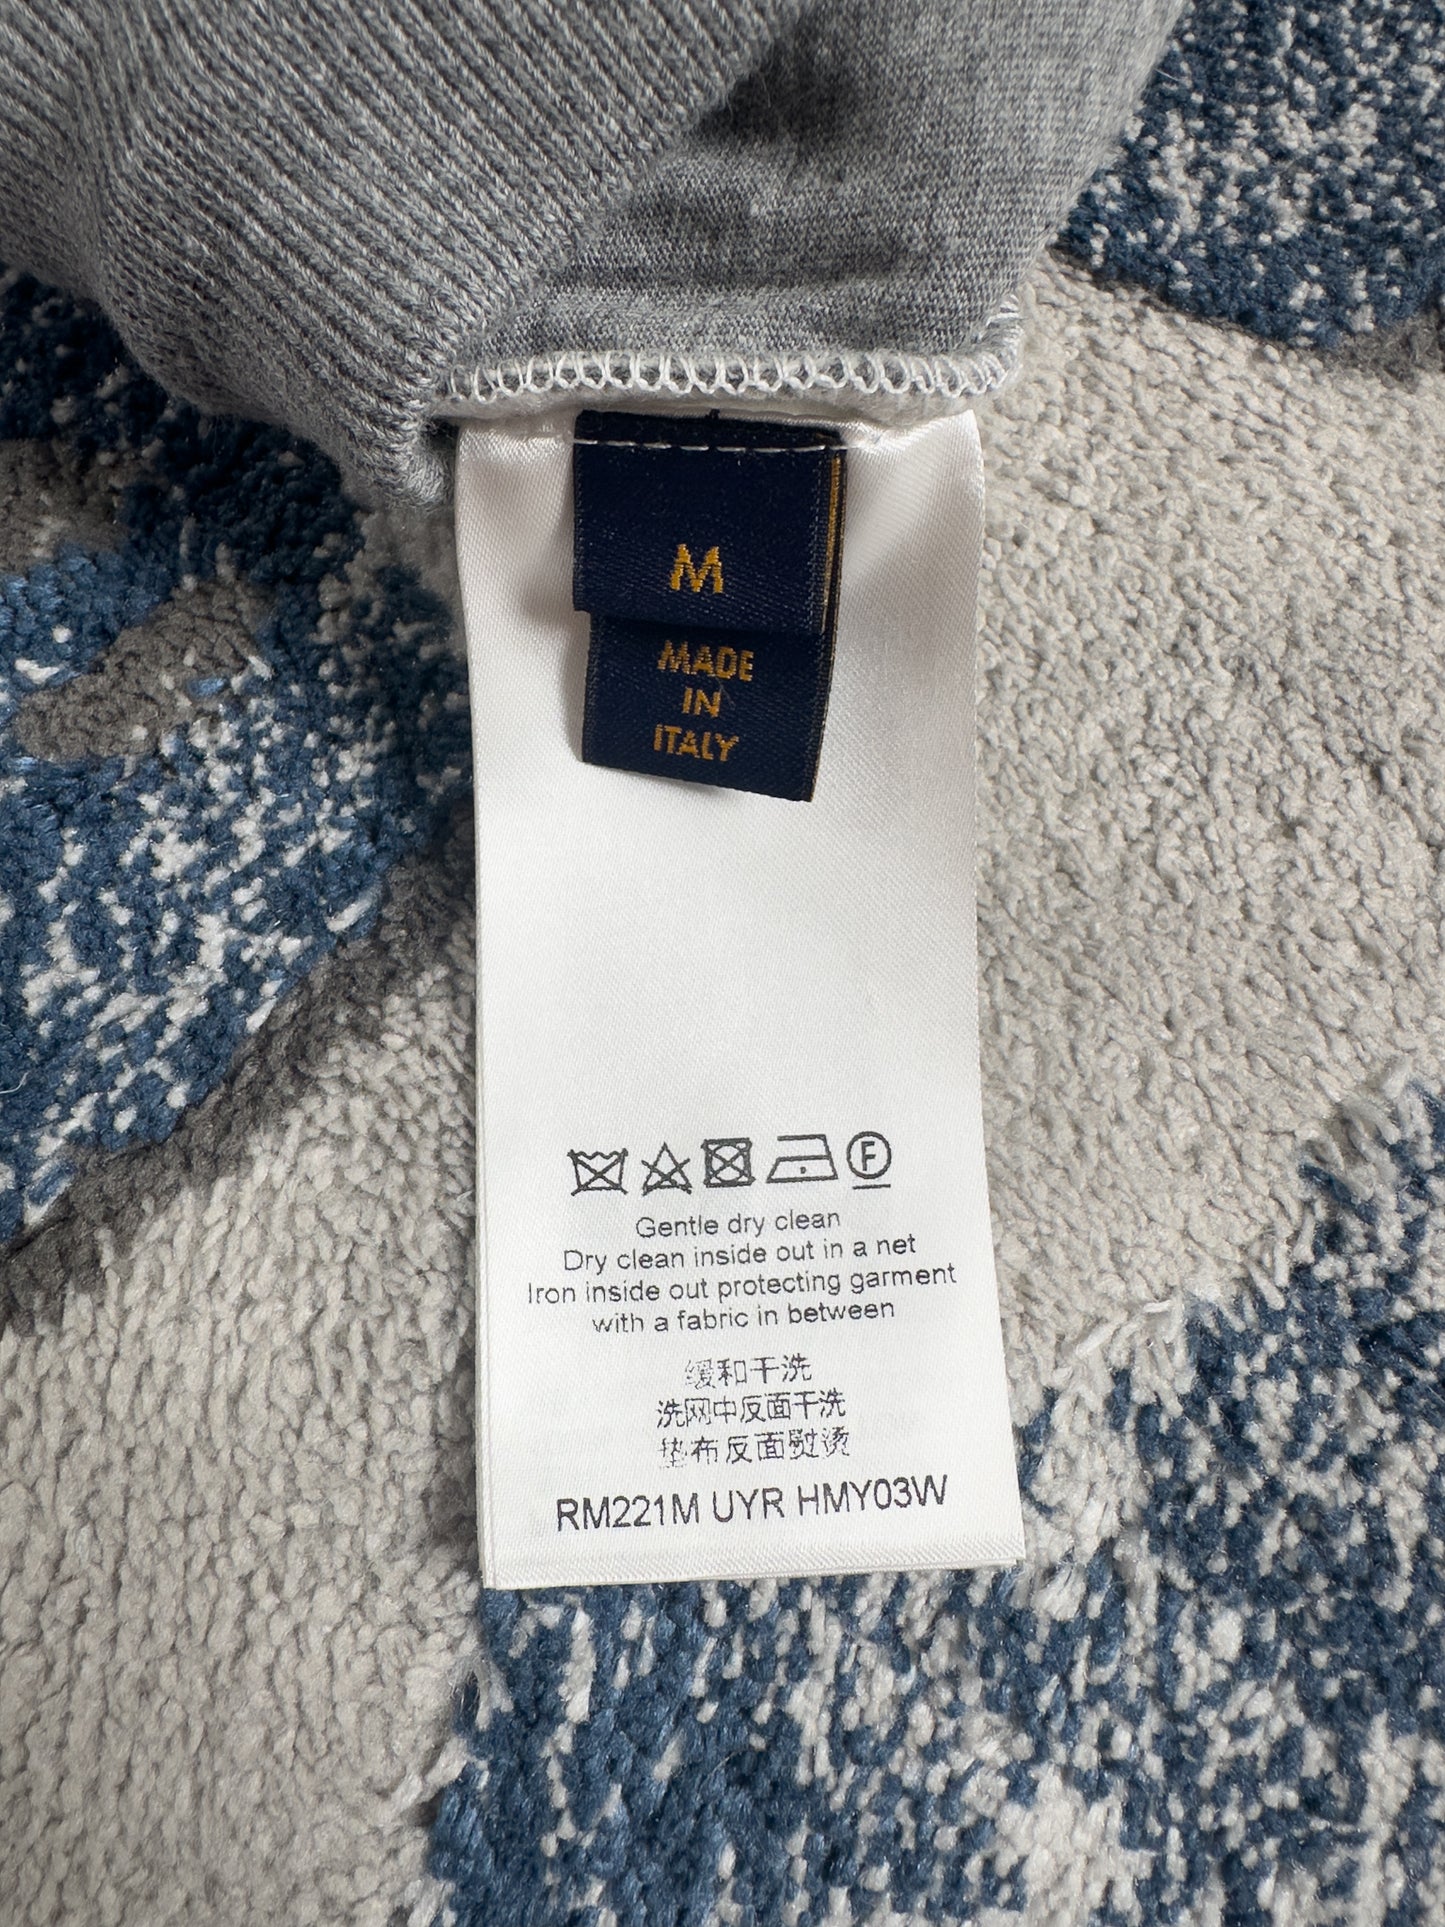 M
MADE
IN
ITALY
F
Gentle dry clean
Dry clean inside out in a net
Iron inside out protecting garment
with a fabric in between
缓和干洗
洗网中反面干洗
垫布反面熨烫
RM221M UYR HMY03W